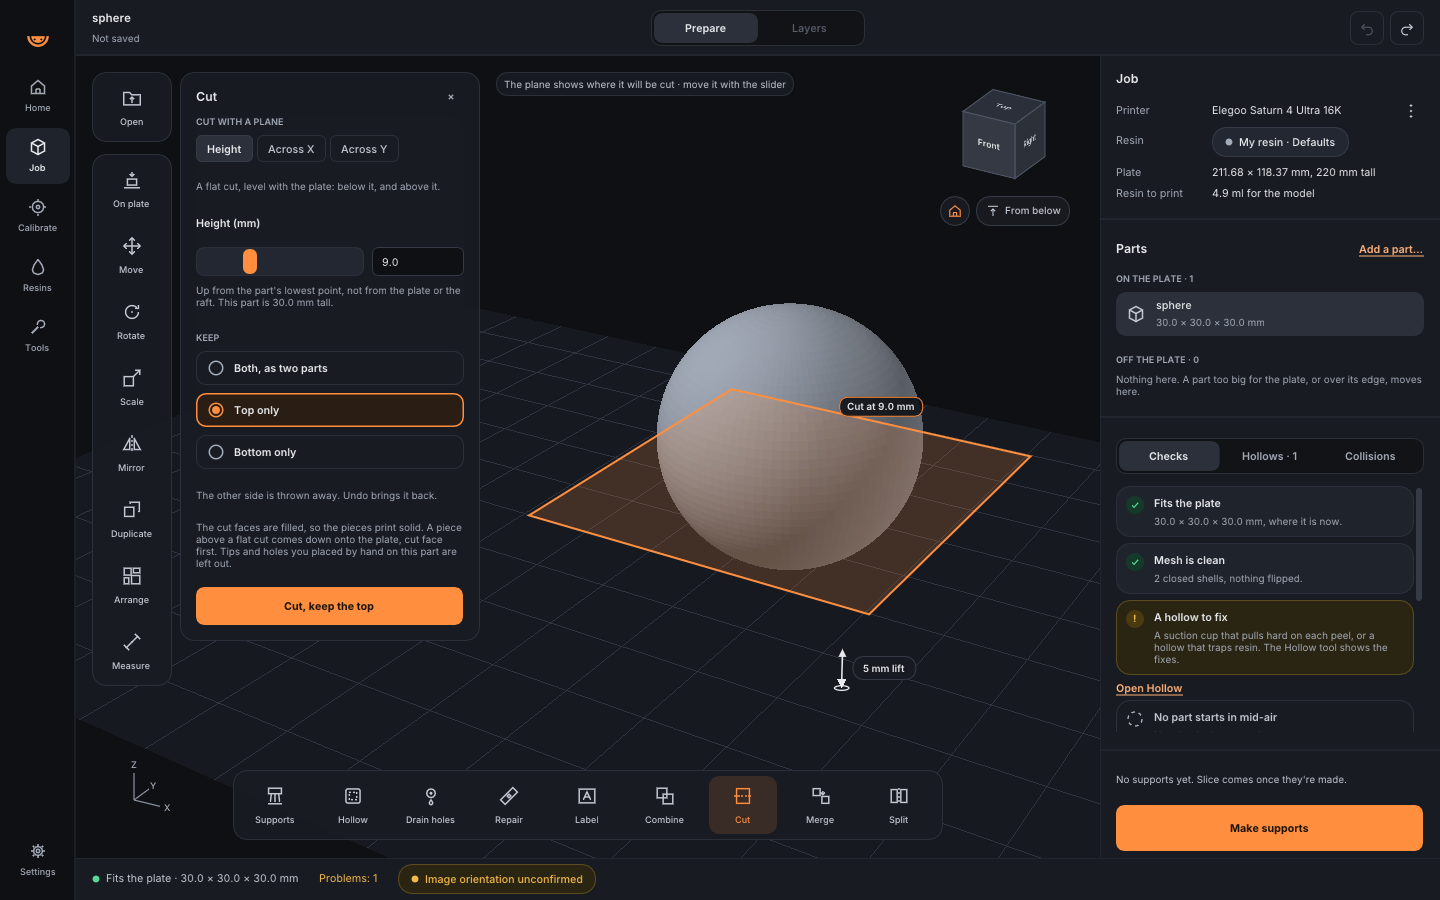 sphere
Not saved
Prepare
Layers
Home
Job
Calibrate
Resins
Tools
Settings
Open
On plate
Move
Rotate
Scale
Mirror
Duplicate
Arrange
Measure
Cut
×
CUT WITH A PLANE
Height
Across X
Across Y
A flat cut, level with the plate: below it, and above it.
Height (mm)
9.0
Up from the part's lowest point, not from the plate or the
raft. This part is 30.0 mm tall.
KEEP
Both, as two parts
Top only
Bottom only
The other side is thrown away. Undo brings it back.
The cut faces are filled, so the pieces print solid. A piece
above a flat cut comes down onto the plate, cut face
first. Tips and holes you placed by hand on this part are
left out.
Cut, keep the top
The plane shows where it will be cut · move it with the slider
Top
Front
Right
From below
Cut at 9.0 mm
5 mm lift
Z
Y
X
Supports
Hollow
Drain holes
Repair
Label
Combine
Cut
Merge
Split
Job
Printer
Elegoo Saturn 4 Ultra 16K
Resin
My resin · Defaults
Plate
211.68 × 118.37 mm, 220 mm tall
Resin to print
4.9 ml for the model
Parts
Add a part...
ON THE PLATE · 1
sphere
30.0 × 30.0 × 30.0 mm
OFF THE PLATE · 0
Nothing here. A part too big for the plate, or over its edge, moves
here.
Checks
Hollows · 1
Collisions
Fits the plate
30.0 × 30.0 × 30.0 mm, where it is now.
Mesh is clean
2 closed shells, nothing flipped.
A hollow to fix
A suction cup that pulls hard on each peel, or a
hollow that traps resin. The Hollow tool shows the
fixes.
Open Hollow
No part starts in mid-air
No supports yet. Slice comes once they're made.
Make supports
Fits the plate · 30.0 × 30.0 × 30.0 mm
Problems: 1
Image orientation unconfirmed